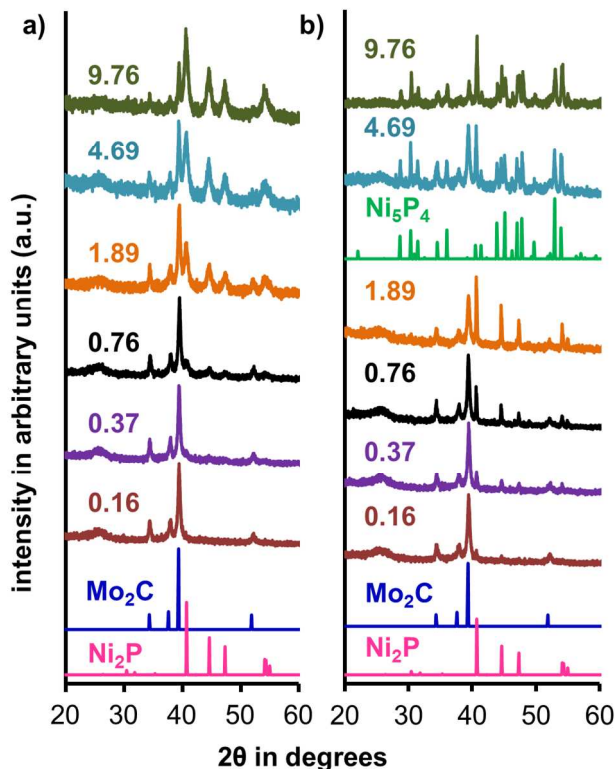 a)
9.76
4.69
1.89
0.76
0.37
0.16
Mo₂C
Ni₂P
20 30 40 50 60
b)
9.76
4.69
Ni₅P₄
1.89
0.76
0.37
0.16
Mo₂C
Ni₂P
20 30 40 50 60
intensity in arbitrary units (a.u.)
2θ in degrees